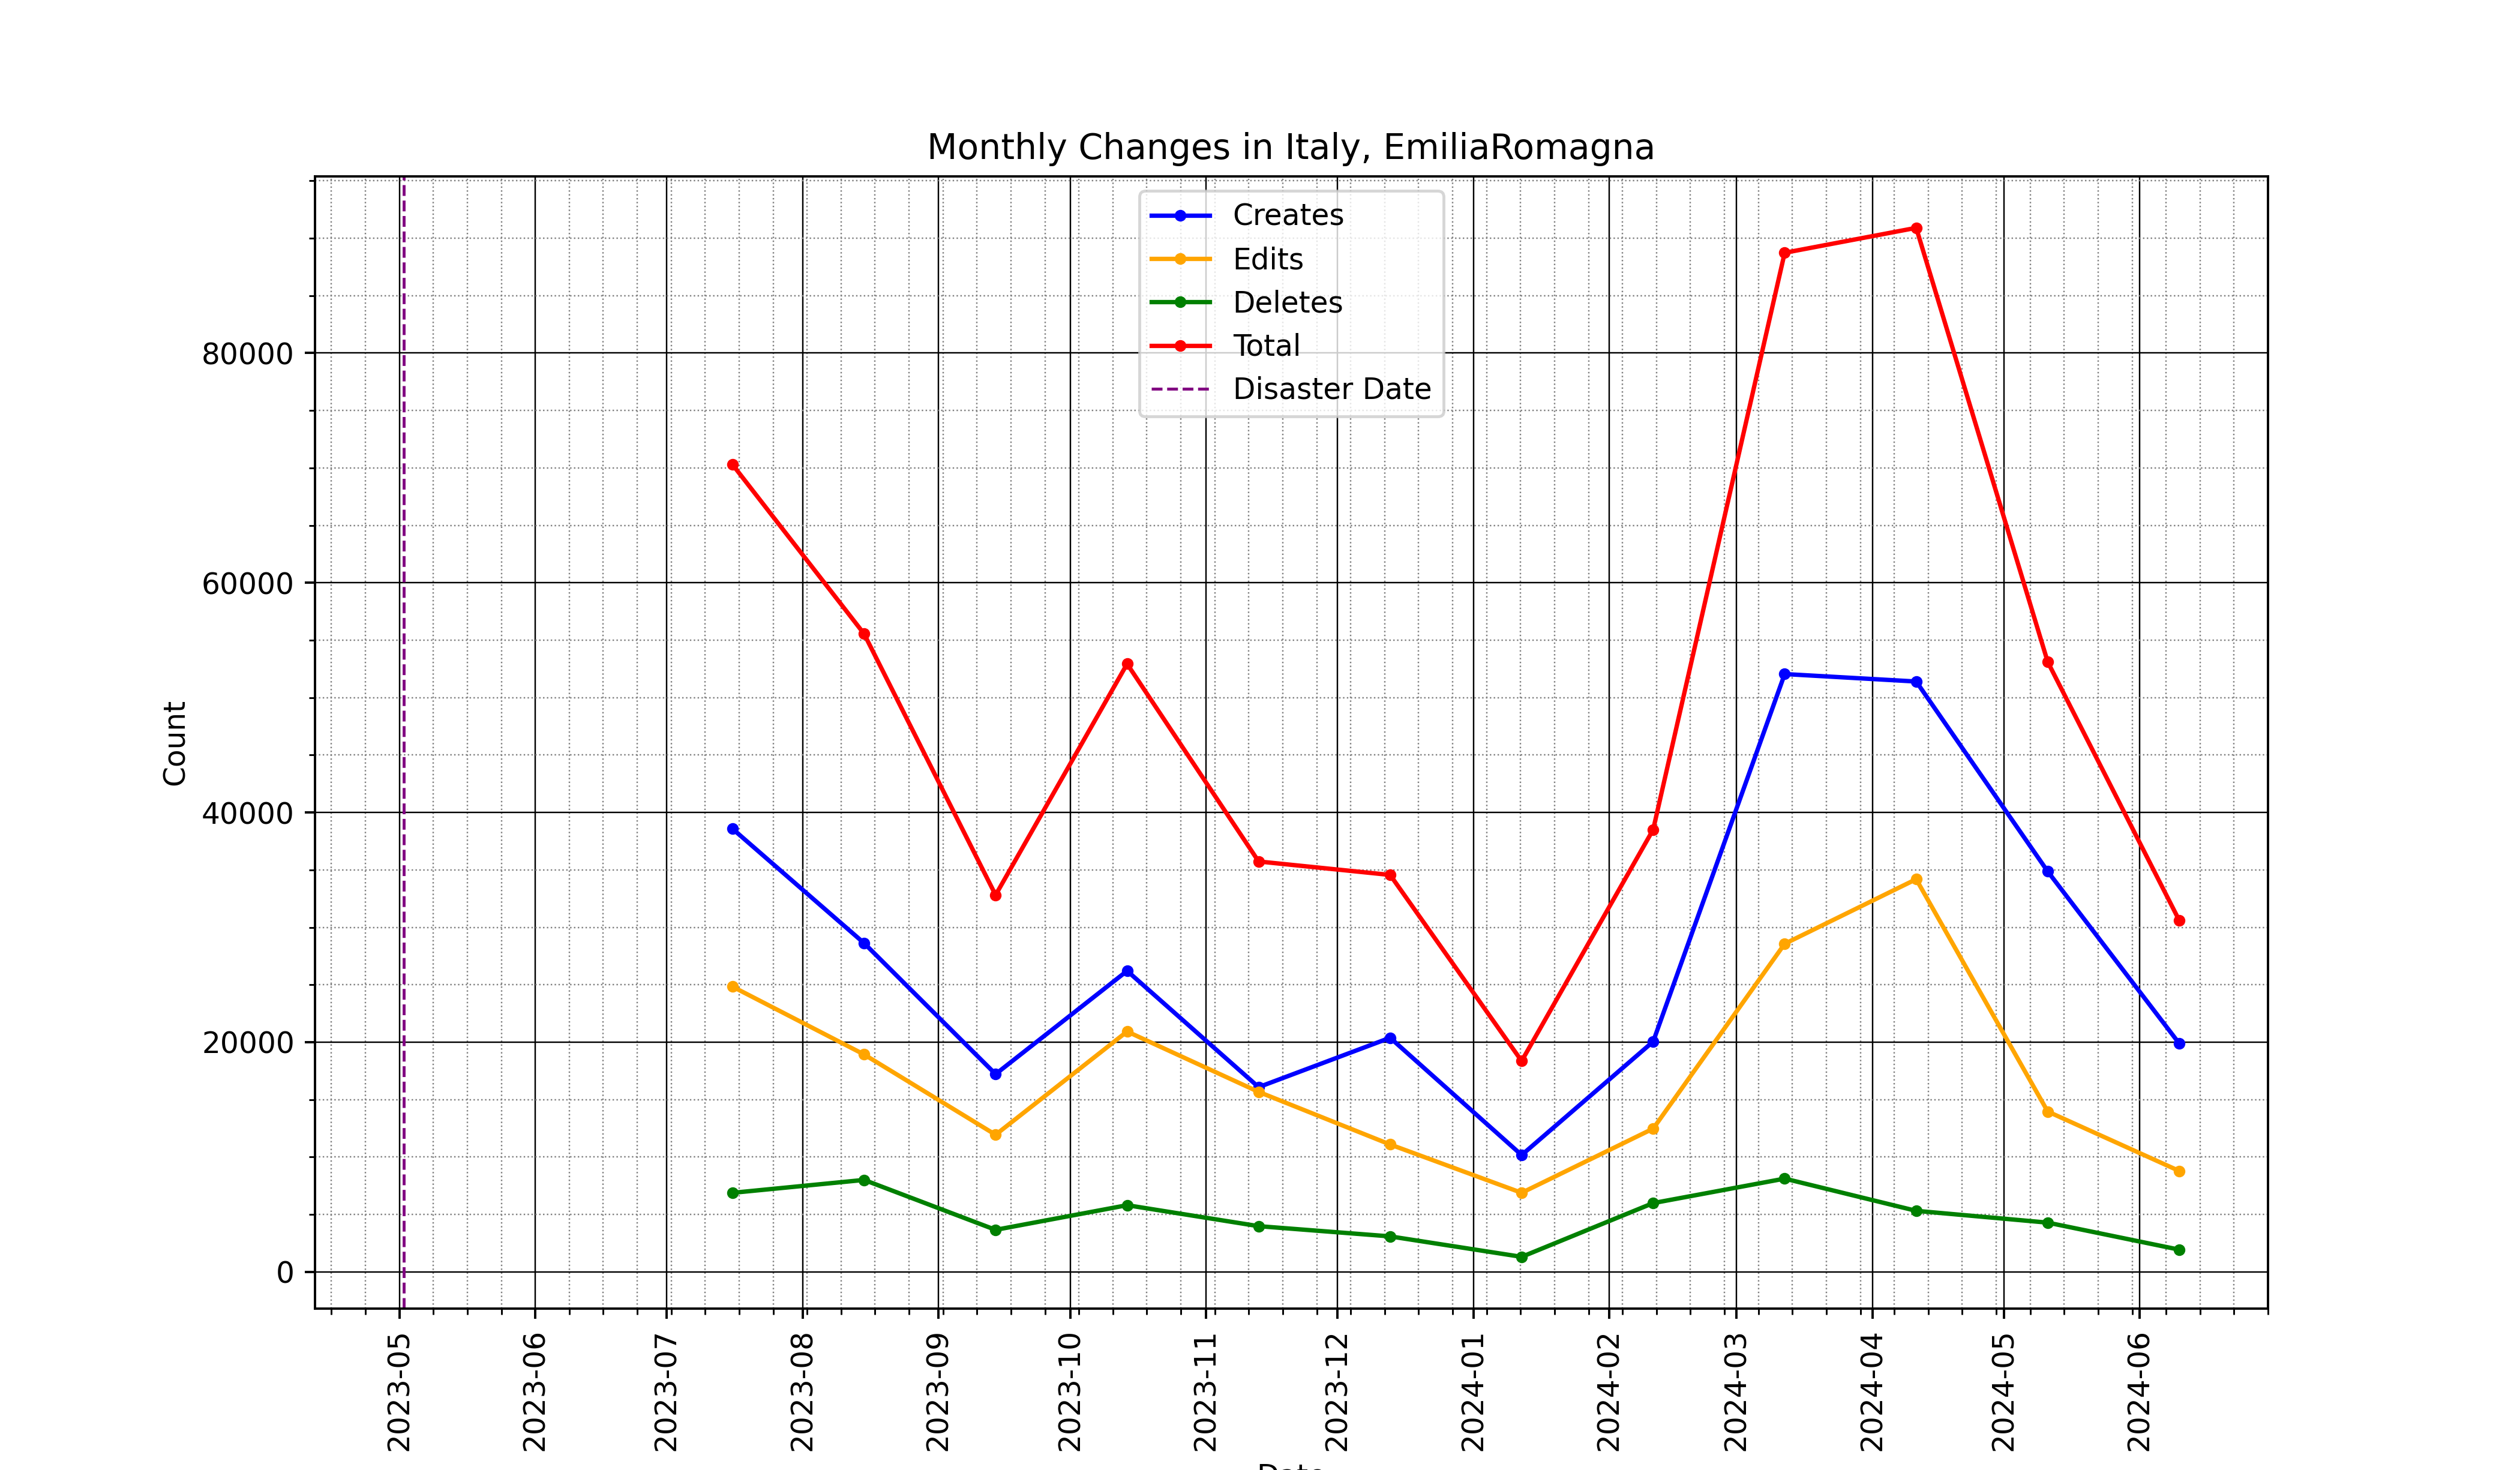 Monthly Changes in Italy, EmiliaRomagna
Creates
Edits
Deletes
Total
Disaster Date
Count
80000
60000
40000
20000
0
2023-05
2023-06
2023-07
2023-08
2023-09
2023-10
2023-11
2023-12
2024-01
2024-02
2024-03
2024-04
2024-05
2024-06
Date